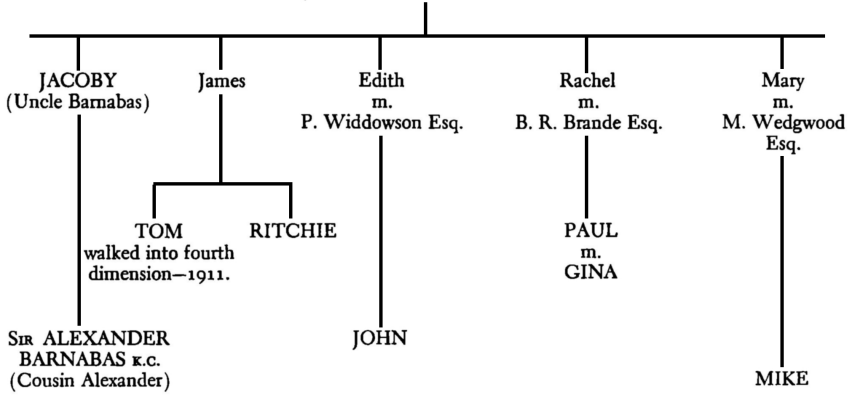 JACOBY
(Uncle Barnabas)
James
Edith
m.
P. Widdowson Esq.
Rachel
m.
B. R. Brande Esq.
Mary
m.
M. Wedgwood
Esq.
TOM
walked into fourth
dimension—1911.
RITCHIE
PAUL
m.
GINA
SIR ALEXANDER
BARNABAS K.C.
(Cousin Alexander)
JOHN
MIKE